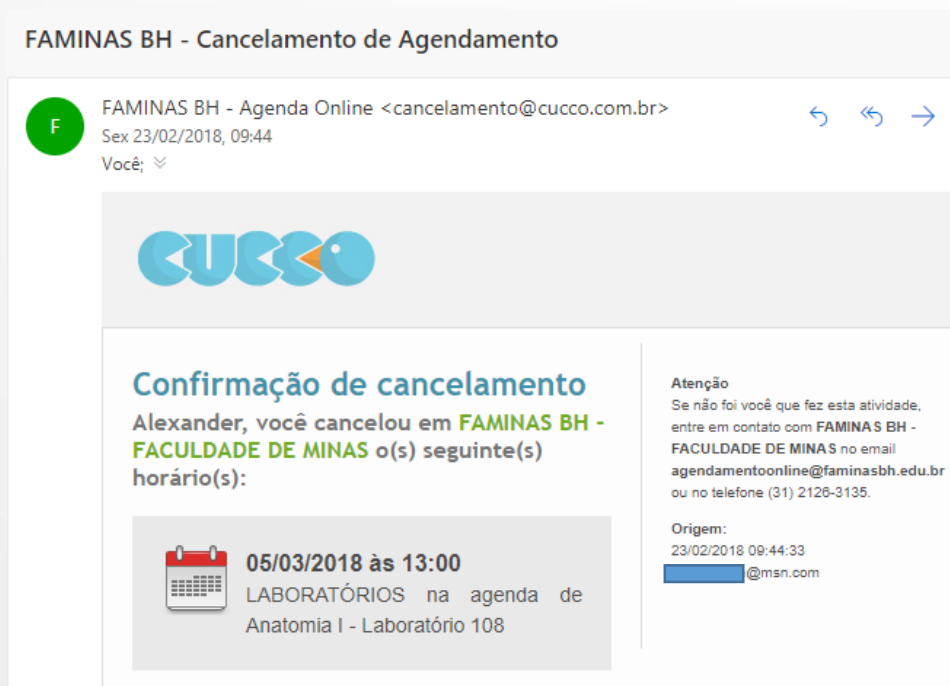 FAMINAS BH - Cancelamento de Agendamento
F
FAMINAS BH - Agenda Online <cancelamento@cucco.com.br>
Sex 23/02/2018, 09:44
Você;
CUCCO
Confirmação de cancelamento
Alexander, você cancelou em FAMINAS BH -
FACULDADE DE MINAS o(s) seguinte(s)
horário(s):
05/03/2018 às 13:00
LABORATÓRIOS na agenda de
Anatomia I - Laboratório 108
Atenção
Se não foi você que fez esta atividade,
entre em contato com FAMINAS BH -
FACULDADE DE MINAS no email
agendamentoonline@faminasbh.edu.br
ou no telefone (31) 2126-3135.
Origem:
23/02/2018 09:44:33
@msn.com